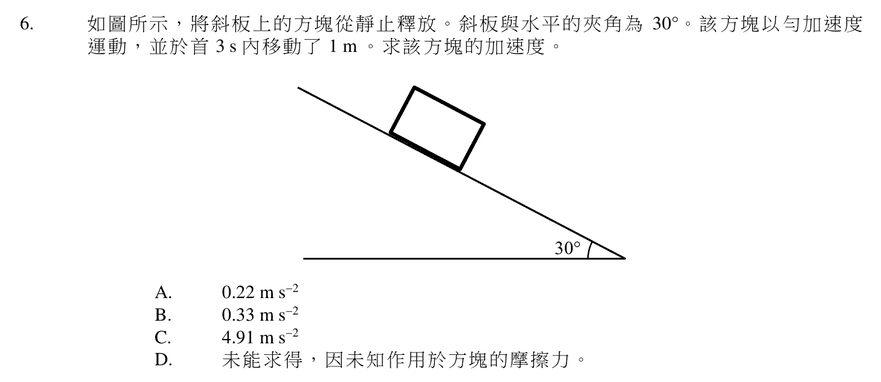 6. 如圖所示，將斜板上的方塊從靜止釋放。斜板與水平的夾角為 30°。該方塊以勻加速度
運動，並於首 3 s 內移動了 1 m 。求該方塊的加速度。
30°
A. 0.22 m s⁻²
B. 0.33 m s⁻²
C. 4.91 m s⁻²
D. 未能求得，因未知作用於方塊的摩擦力。